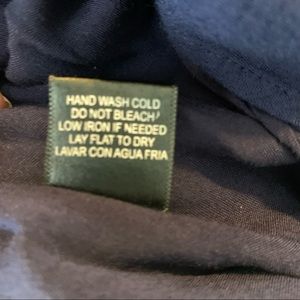 HAND WASH COLD
DO NOT BLEACH
LOW IRON IF NEEDED
LAY FLAT TO DRY
LAVAR CON AGUA FRIA